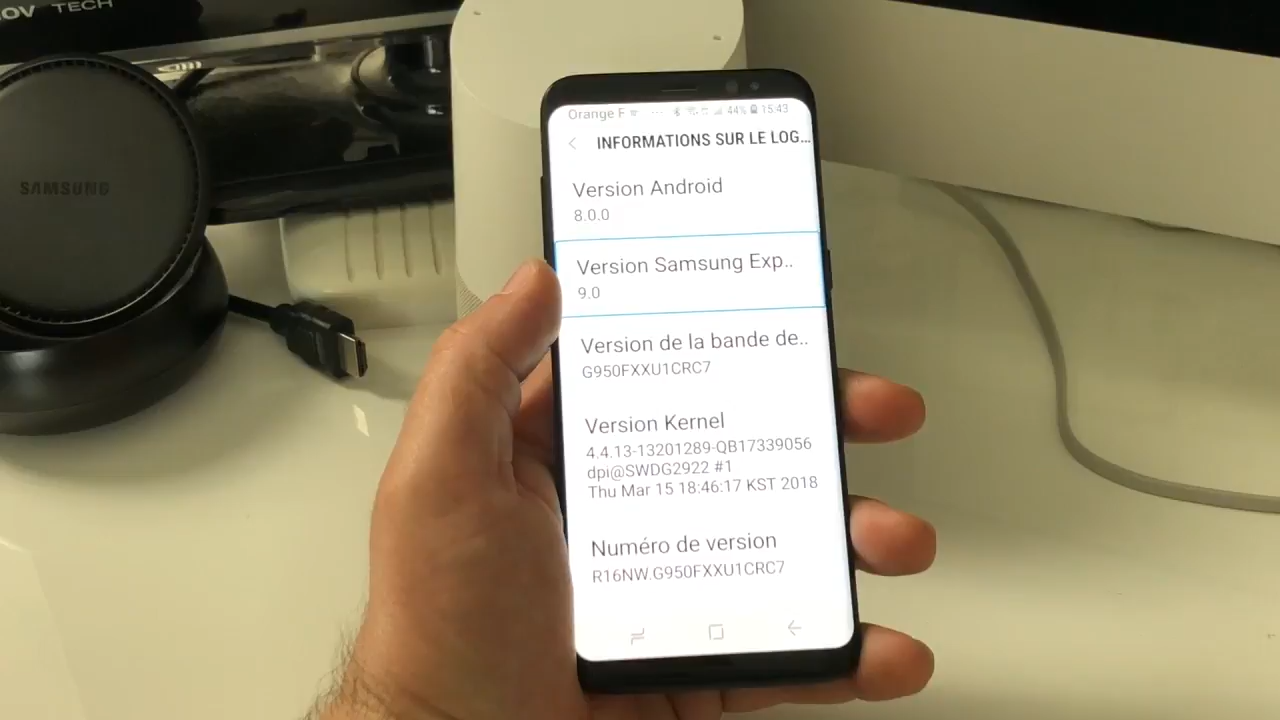 OV TECH
SAMSUNG
Orange F 44% 15:43
INFORMATIONS SUR LE LOG...
Version Android
8.0.0
Version Samsung Exp..
9.0
Version de la bande de..
G950FXXU1CRC7
Version Kernel
4.4.13-13201289-QB17339056
dpi@SWDG2922 #1
Thu Mar 15 18:46:17 KST 2018
Numéro de version
R16NW.G950FXXU1CRC7